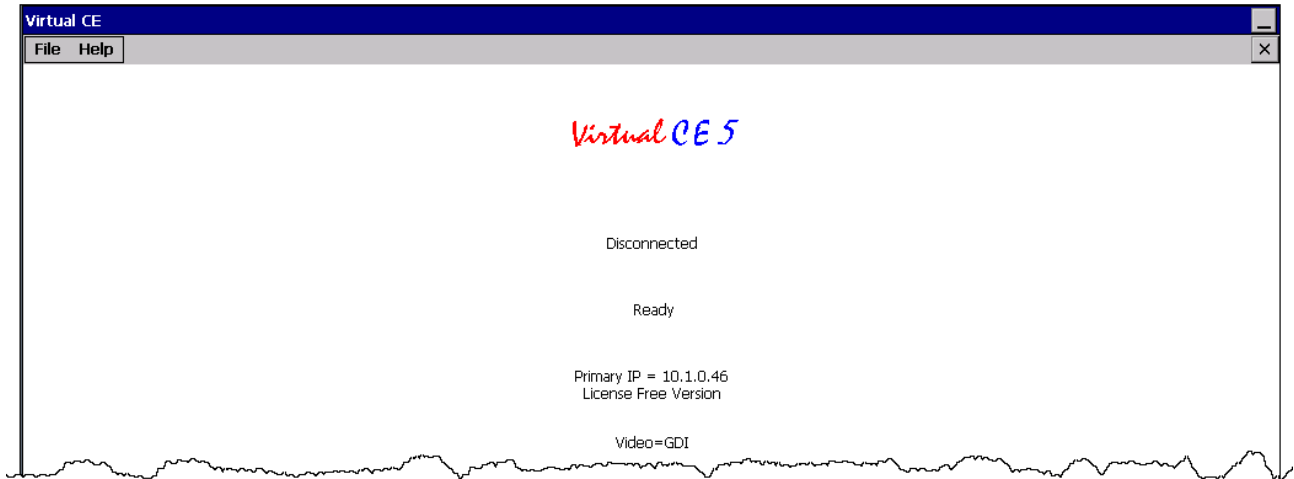 Virtual CE
File Help
Virtual CE 5
Disconnected
Ready
Primary IP = 10.1.0.46
License Free Version
Video=GDI